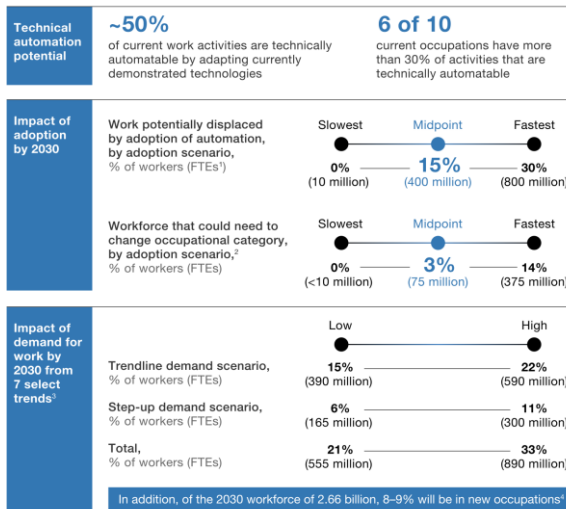 Technical
automation
potential
~50%
of current work activities are technically
automatable by adapting currently
demonstrated technologies
6 of 10
current occupations have more
than 30% of activities that are
technically automatable
Impact of
adoption
by 2030
Work potentially displaced
by adoption of automation,
by adoption scenario,
% of workers (FTEs¹)
Slowest Midpoint Fastest
0% 15% 30%
(10 million) (400 million) (800 million)
Workforce that could need to
change occupational category,
by adoption scenario,²
% of workers (FTEs)
Slowest Midpoint Fastest
0% 3% 14%
(<10 million) (75 million) (375 million)
Impact of
demand for
work by
2030 from
7 select
trends³
Low High
Trendline demand scenario,
% of workers (FTEs)
15% 22%
(390 million) (590 million)
Step-up demand scenario,
% of workers (FTEs)
6% 11%
(165 million) (300 million)
Total,
% of workers (FTEs)
21% 33%
(555 million) (890 million)
In addition, of the 2030 workforce of 2.66 billion, 8–9% will be in new occupations⁴